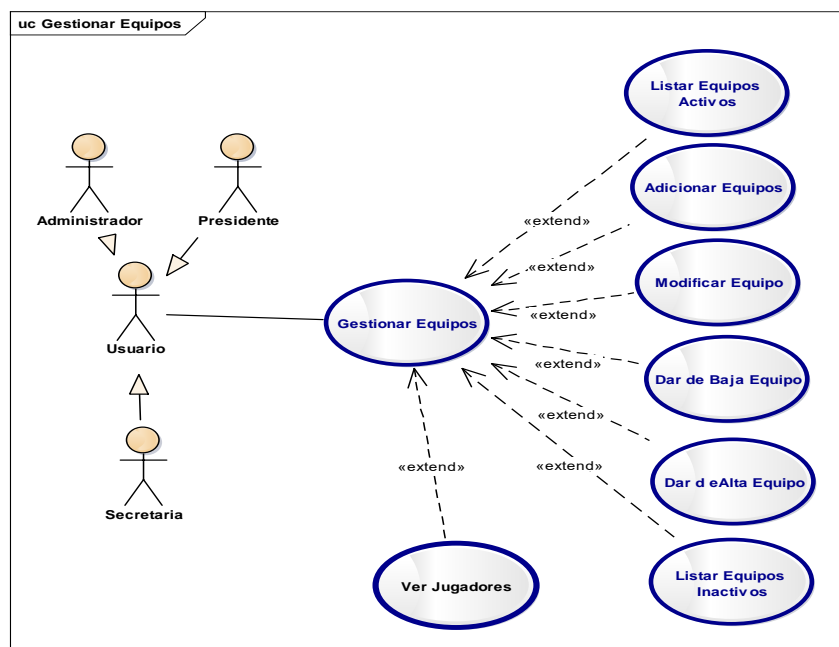 uc Gestionar Equipos
Administrador
Presidente
Usuario
Secretaria
Gestionar Equipos
Ver Jugadores
Listar Equipos
Activos
Adicionar Equipos
Modificar Equipo
Dar de Baja Equipo
Dar d eAlta Equipo
Listar Equipos
Inactivos
«extend»
«extend»
«extend»
«extend»
«extend»
«extend»
«extend»